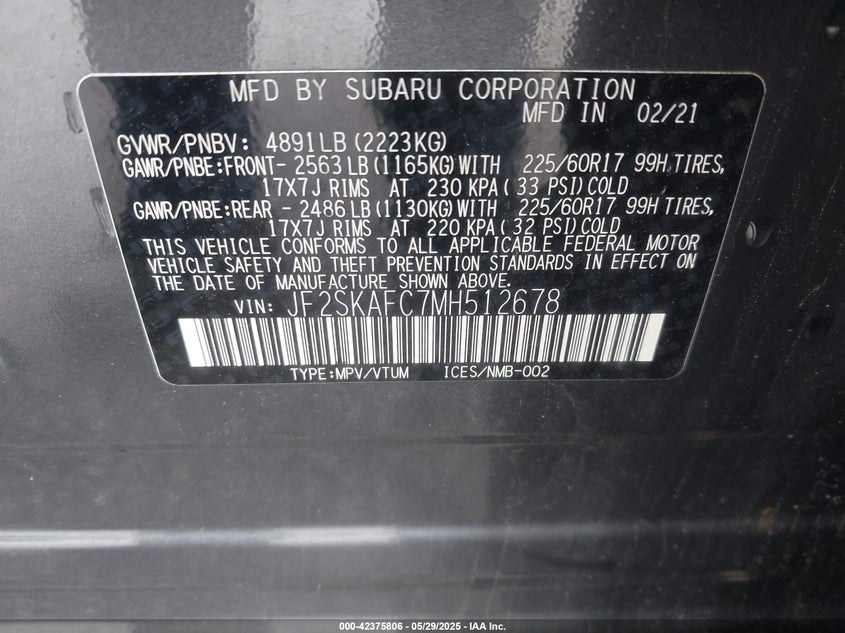 MFD BY SUBARU CORPORATION
MFD IN 02/21
GVWR/PNBV: 4891LB (2223KG)
GAWR/PNBE:FRONT- 2563 LB (1165KG) WITH 225/60R17 99H TIRES,
17X7J RIMS AT 230 KPA ( 33 PSI) COLD
GAWR/PNBE:REAR - 2486 LB (1130KG) WITH 225/60R17 99H TIRES,
17X7J RIMS AT 220 KPA ( 32 PSI) COLD
THIS VEHICLE CONFORMS TO ALL APPLICABLE FEDERAL MOTOR
VEHICLE SAFETY AND THEFT PREVENTION STANDARDS IN EFFECT ON
THE DATE OF MANUFACTURE SHOWN ABOVE.
VIN: JF2SKAFC7MH512678
TYPE:MPV/VTUM ICES/NMB-002
000-42375806 - 05/29/2025 - IAA Inc.